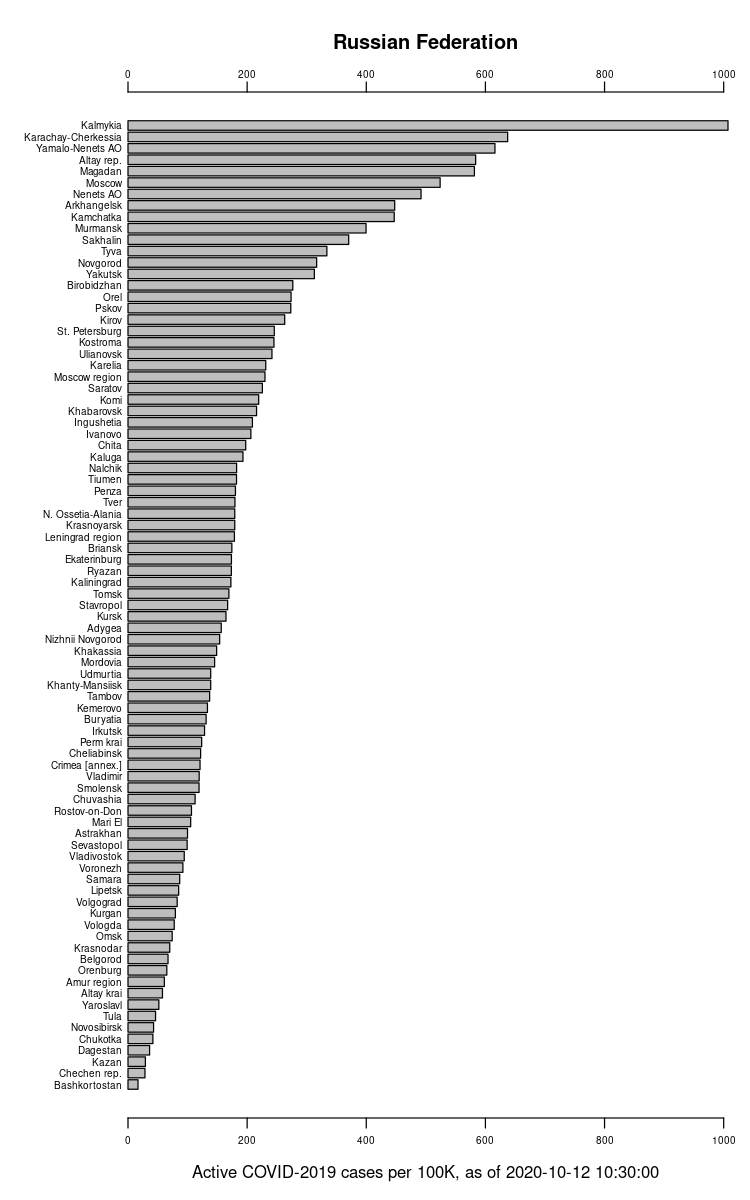 Russian Federation
0 200 400 600 800 1000
Kalmykia
Karachay-Cherkessia
Yamalo-Nenets AO
Altay rep.
Magadan
Moscow
Nenets AO
Arkhangelsk
Kamchatka
Murmansk
Sakhalin
Tyva
Novgorod
Yakutsk
Birobidzhan
Orel
Pskov
Kirov
St. Petersburg
Kostroma
Ulianovsk
Karelia
Moscow region
Saratov
Komi
Khabarovsk
Ingushetia
Ivanovo
Chita
Kaluga
Nalchik
Tiumen
Penza
Tver
N. Ossetia-Alania
Krasnoyarsk
Leningrad region
Briansk
Ekaterinburg
Ryazan
Kaliningrad
Tomsk
Stavropol
Kursk
Adygea
Nizhnii Novgorod
Khakassia
Mordovia
Udmurtia
Khanty-Mansiisk
Tambov
Kemerovo
Buryatia
Irkutsk
Perm krai
Cheliabinsk
Crimea [annex.]
Vladimir
Smolensk
Chuvashia
Rostov-on-Don
Mari El
Astrakhan
Sevastopol
Vladivostok
Voronezh
Samara
Lipetsk
Volgograd
Kurgan
Vologda
Omsk
Krasnodar
Belgorod
Orenburg
Amur region
Altay krai
Yaroslavl
Tula
Novosibirsk
Chukotka
Dagestan
Kazan
Chechen rep.
Bashkortostan
0 200 400 600 800 1000
Active COVID-2019 cases per 100K, as of 2020-10-12 10:30:00